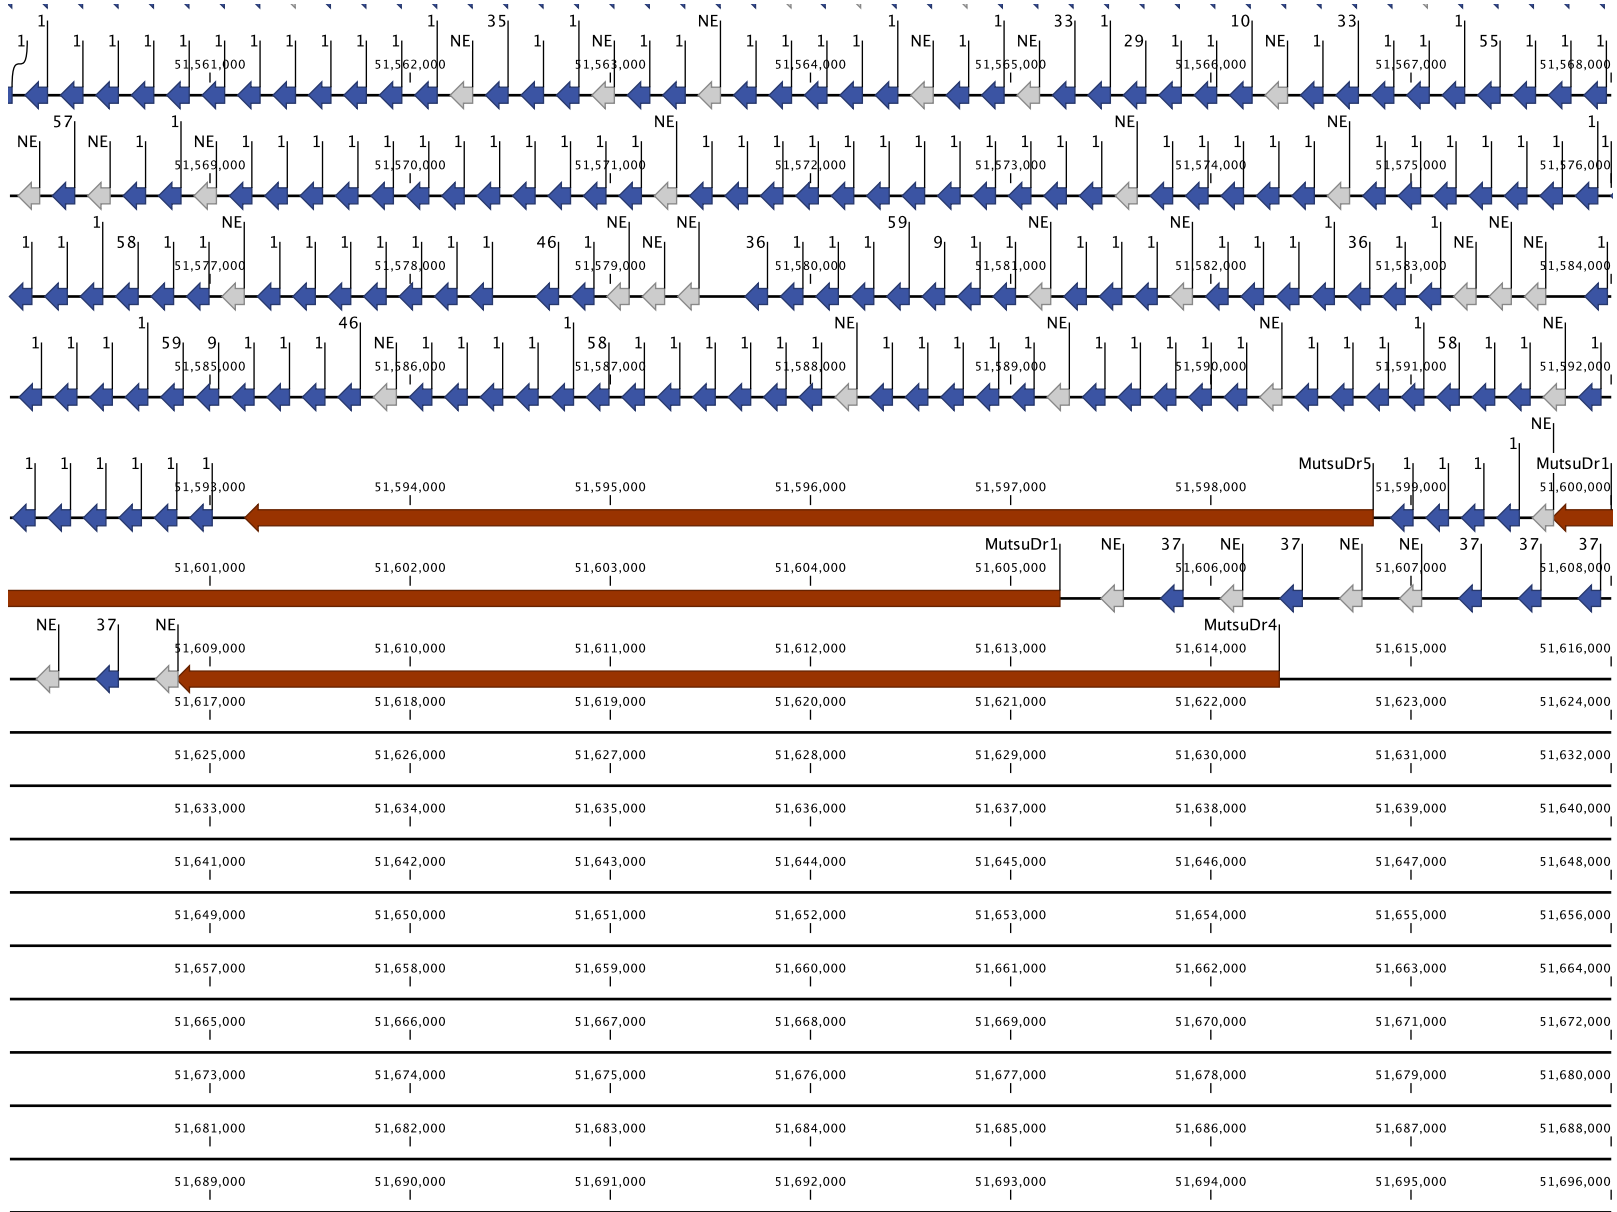 1 35 1 NE 1 1 33 1 10 33 1
1 1 1 1 1 1 1 1 1 1 1 NE 1 NE 1 1 1 1 1 1 NE 1 NE 29 1 1 NE 1 1 1 55 1 1 1
51,561,000 51,562,000 51,563,000 51,564,000 51,565,000 51,566,000 51,567,000 51,568,000
57 1 NE NE NE 1
NE NE 1 NE 1 1 1 1 1 1 1 1 1 1 1 1 1 1 1 1 1 1 1 1 1 1 1 1 1 1 1 1 1 1 1 1 1
51,569,000 51,570,000 51,571,000 51,572,000 51,573,000 51,574,000 51,575,000 51,576,000
1 NE NE NE 59 NE NE 1 1 NE
1 1 58 1 1 1 1 1 1 1 1 1 46 1 NE 36 1 1 1 9 1 1 1 1 1 1 1 1 36 1 NE NE 1
51,577,000 51,578,000 51,579,000 51,580,000 51,581,000 51,582,000 51,583,000 51,584,000
1 46 1 NE NE NE 1 NE
1 1 1 59 9 1 1 1 NE 1 1 1 1 58 1 1 1 1 1 1 1 1 1 1 1 1 1 1 1 1 1 1 1 58 1 1 1
51,585,000 51,586,000 51,587,000 51,588,000 51,589,000 51,590,000 51,591,000 51,592,000
NE
1
1 1 1 1 1 1 MutsuDr5 1 1 1 MutsuDr1
51,593,000 51,594,000 51,595,000 51,596,000 51,597,000 51,598,000 51,599,000 51,600,000
MutsuDr1 NE 37 NE 37 NE NE 37 37 37
51,601,000 51,602,000 51,603,000 51,604,000 51,605,000 51,606,000 51,607,000 51,608,000
NE 37 NE MutsuDr4
51,609,000 51,610,000 51,611,000 51,612,000 51,613,000 51,614,000 51,615,000 51,616,000
51,617,000 51,618,000 51,619,000 51,620,000 51,621,000 51,622,000 51,623,000 51,624,000
51,625,000 51,626,000 51,627,000 51,628,000 51,629,000 51,630,000 51,631,000 51,632,000
51,633,000 51,634,000 51,635,000 51,636,000 51,637,000 51,638,000 51,639,000 51,640,000
51,641,000 51,642,000 51,643,000 51,644,000 51,645,000 51,646,000 51,647,000 51,648,000
51,649,000 51,650,000 51,651,000 51,652,000 51,653,000 51,654,000 51,655,000 51,656,000
51,657,000 51,658,000 51,659,000 51,660,000 51,661,000 51,662,000 51,663,000 51,664,000
51,665,000 51,666,000 51,667,000 51,668,000 51,669,000 51,670,000 51,671,000 51,672,000
51,673,000 51,674,000 51,675,000 51,676,000 51,677,000 51,678,000 51,679,000 51,680,000
51,681,000 51,682,000 51,683,000 51,684,000 51,685,000 51,686,000 51,687,000 51,688,000
51,689,000 51,690,000 51,691,000 51,692,000 51,693,000 51,694,000 51,695,000 51,696,000